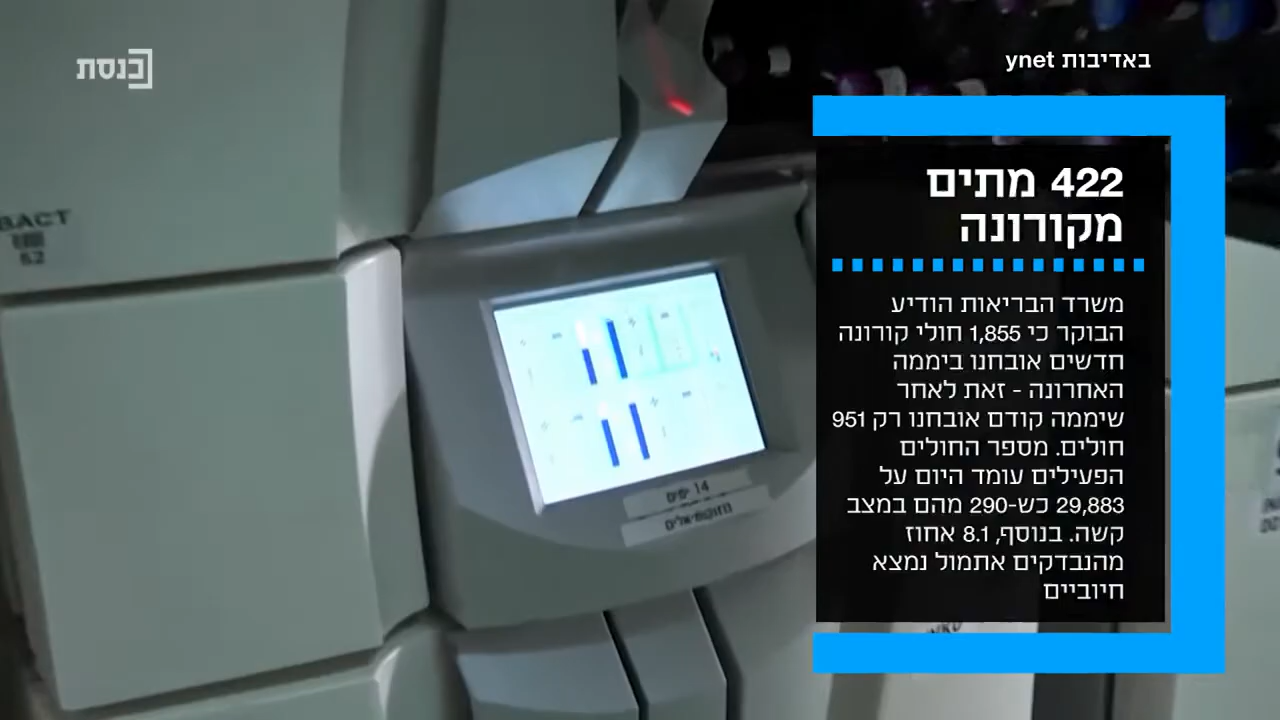 כנסת
באדיבות ynet
422 מתים
מקורונה
משרד הבריאות הודיע
הבוקר כי 1,855 חולי קורונה
חדשים אובחנו ביממה
האחרונה - זאת לאחר
שיממה קודם אובחנו רק 951
חולים. מספר החולים
הפעילים עומד היום על
29,883 כש-290 מהם במצב
קשה. בנוסף, 8.1 אחוז
מהנבדקים אתמול נמצא
חיוביים
BACT
52
14 ימים